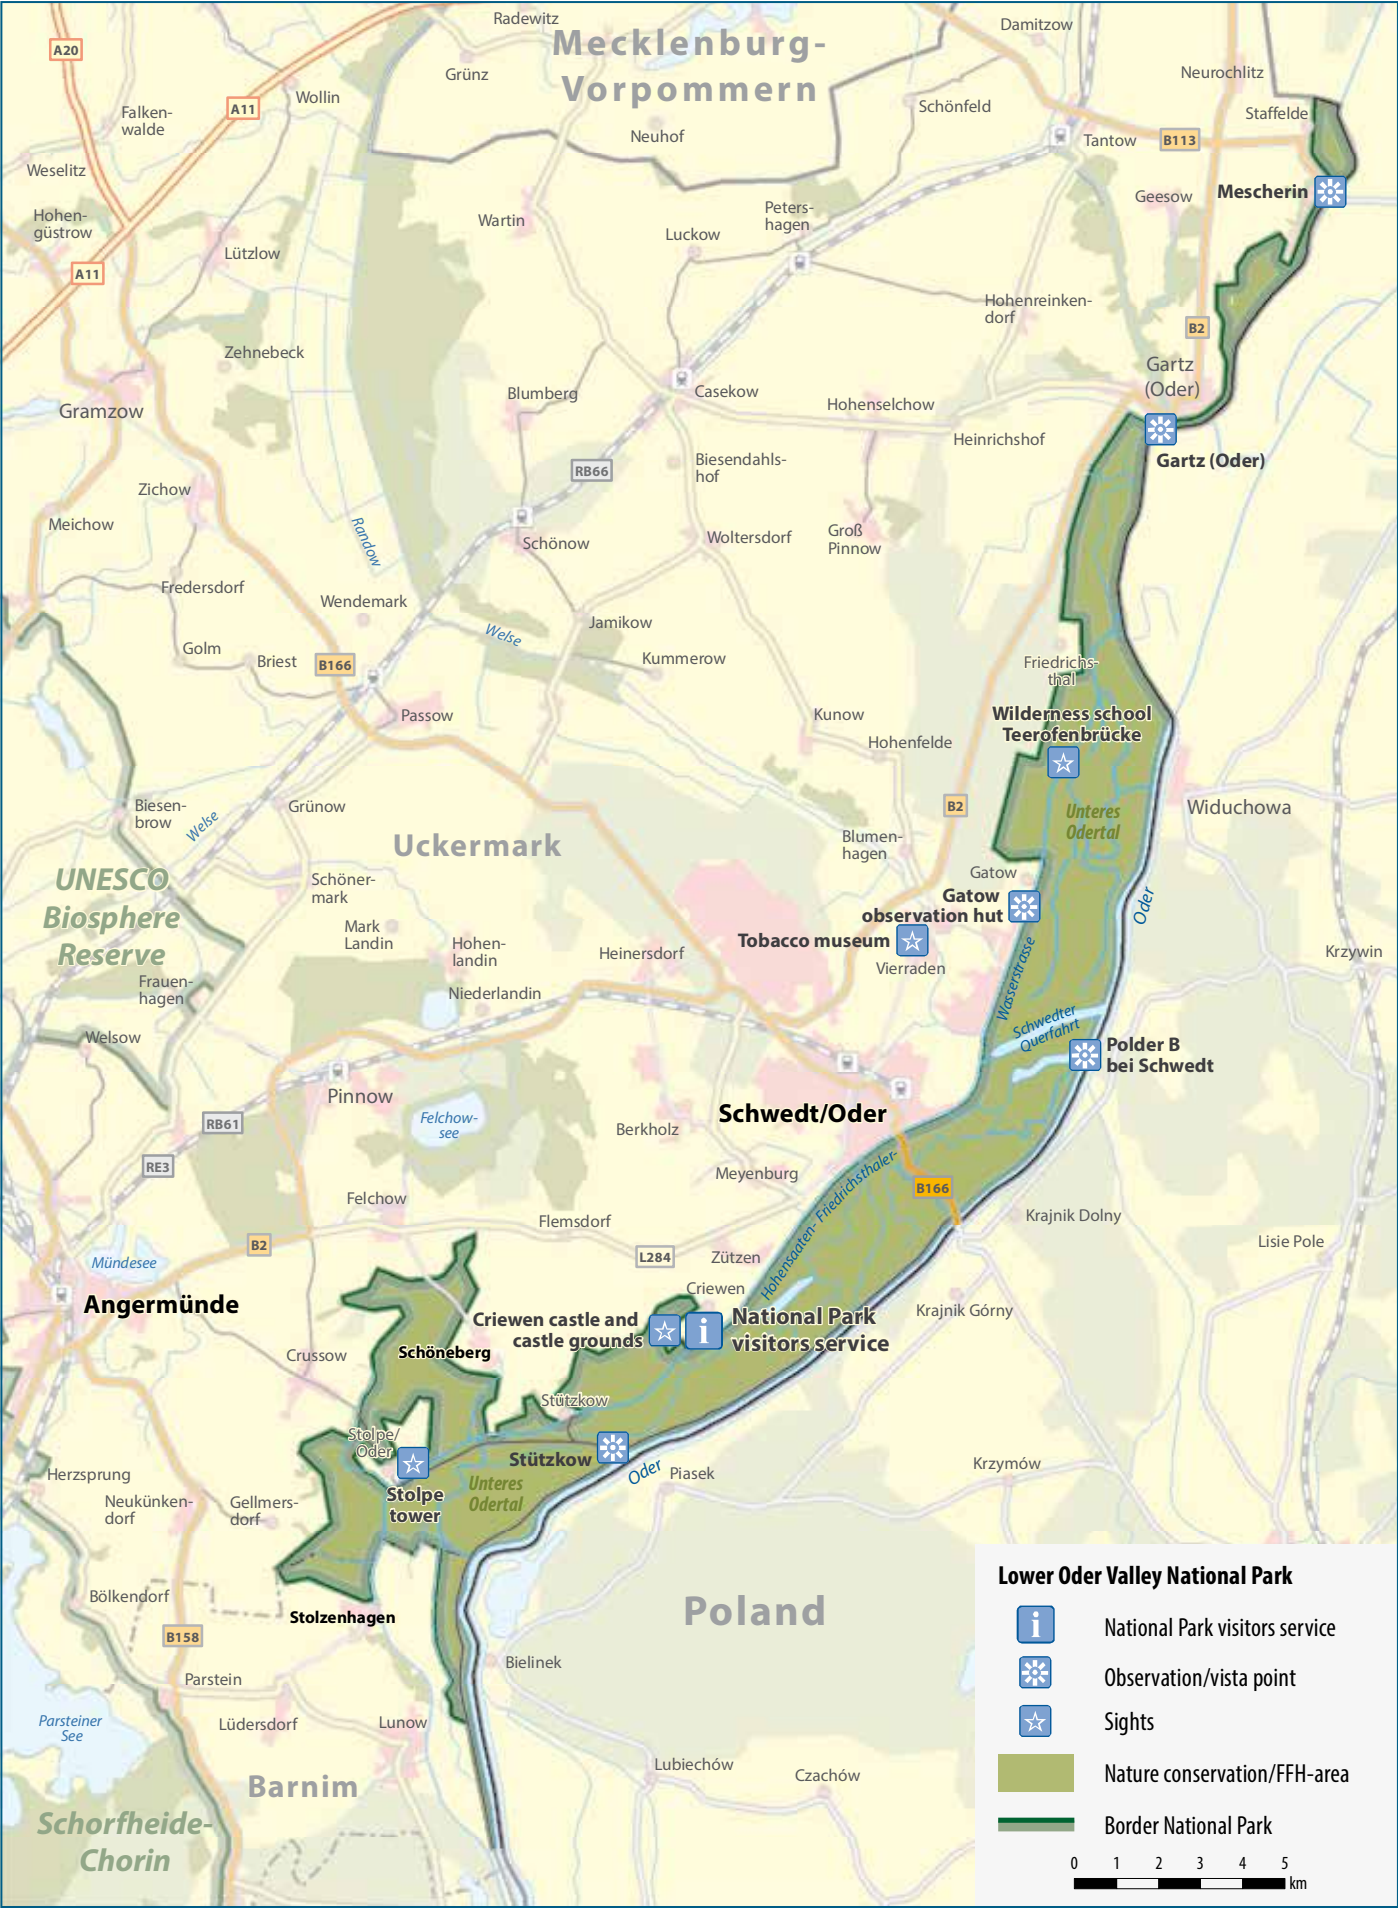 Radewitz
Damitzow
Mecklenburg-
Vorpommern
A20
Grünz
Neurochlitz
Wollin
A11
Falken-
walde
Schönfeld
Staffelde
Neuhof
Tantow
B113
Weselitz
Geesow
Mescherin
Hohen-
güstrow
Wartin
Peters-
hagen
Luckow
Lützlow
A11
Hohenreinken-
dorf
B2
Zehnebeck
Gartz
(Oder)
Blumberg
Casekow
Gramzow
Hohenselchow
Heinrichshof
Gartz (Oder)
RB66
Biesendahls-
hof
Zichow
Meichow
Randow
Schönow
Woltersdorf
Groß
Pinnow
Fredersdorf
Wendemark
Jamikow
Welse
Golm
Briest
B166
Kummerow
Friedrichs-
thal
Passow
Kunow
Wilderness school
Teerofenbrücke
Hohenfelde
Biesen-
brow
Welse
Grünow
B2
Unteres
Odertal
Widuchowa
Uckermark
Blumen-
hagen
UNESCO
Biosphere
Reserve
Schöner-
mark
Gatow
Gatow
observation hut
Oder
Mark
Landin
Hohen-
landin
Heinersdorf
Tobacco museum
Vierraden
Krzywin
Frauen-
hagen
Niederlandin
Wasserstrasse
Welsow
Schwedter
Querfahrt
Polder B
bei Schwedt
Pinnow
Felchow-
see
Schwedt/Oder
RB61
Berkholz
RE3
Meyenburg
Friedrichsthaler-
B166
Felchow
Flemsdorf
Krajnik Dolny
B2
L284
Zützen
Lisie Pole
Mündesee
Hohensaaten-
Criewen
Angermünde
Criewen castle and
castle grounds
National Park
visitors service
Krajnik Górny
Crussow
Schöneberg
Stützkow
Stolpe/
Oder
Stützkow
Oder
Piasek
Krzymów
Herzsprung
Neukünken-
dorf
Gellmers-
dorf
Stolpe
tower
Unteres
Odertal
Bölkendorf
Stolzenhagen
Poland
B158
Bielinek
Parstein
Parsteiner
See
Lüdersdorf
Lunow
Lubiechów
Czachów
Barnim
Schorfheide-
Chorin
Lower Oder Valley National Park
i
National Park visitors service
Observation/vista point
Sights
Nature conservation/FFH-area
Border National Park
0 1 2 3 4 5
km